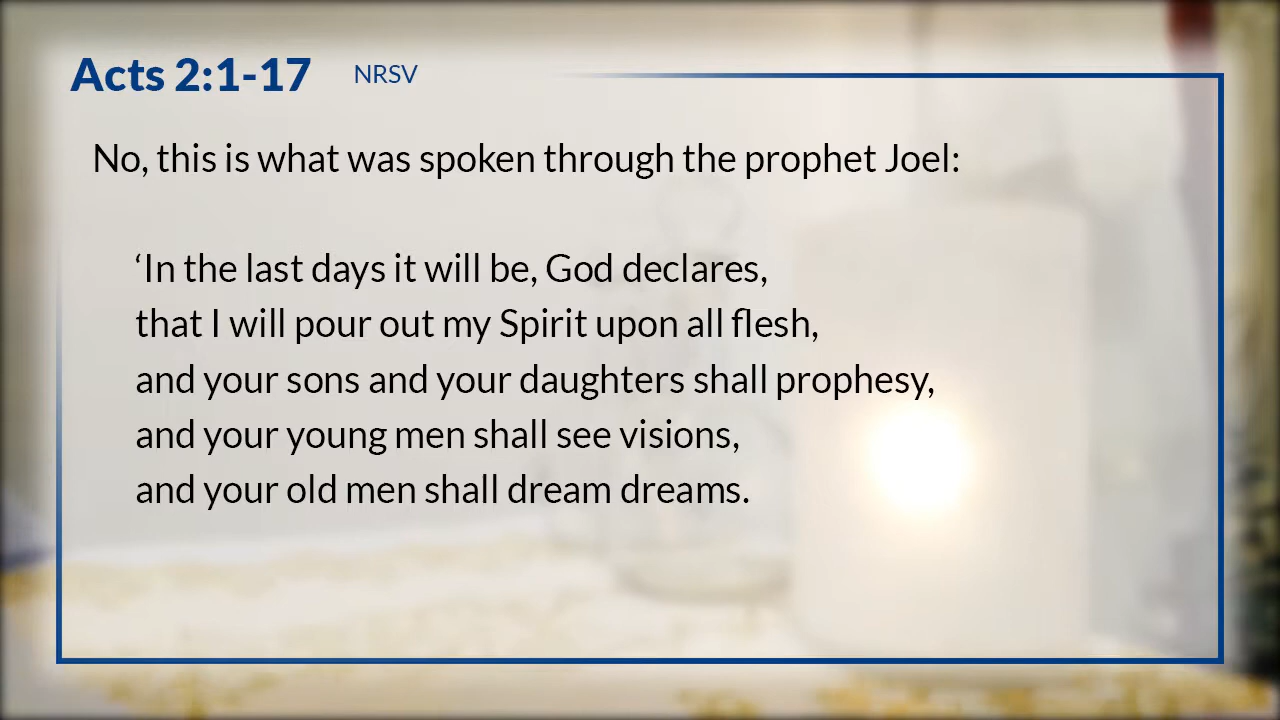 Acts 2:1-17 NRSV
No, this is what was spoken through the prophet Joel:
‘In the last days it will be, God declares,
that I will pour out my Spirit upon all flesh,
and your sons and your daughters shall prophesy,
and your young men shall see visions,
and your old men shall dream dreams.